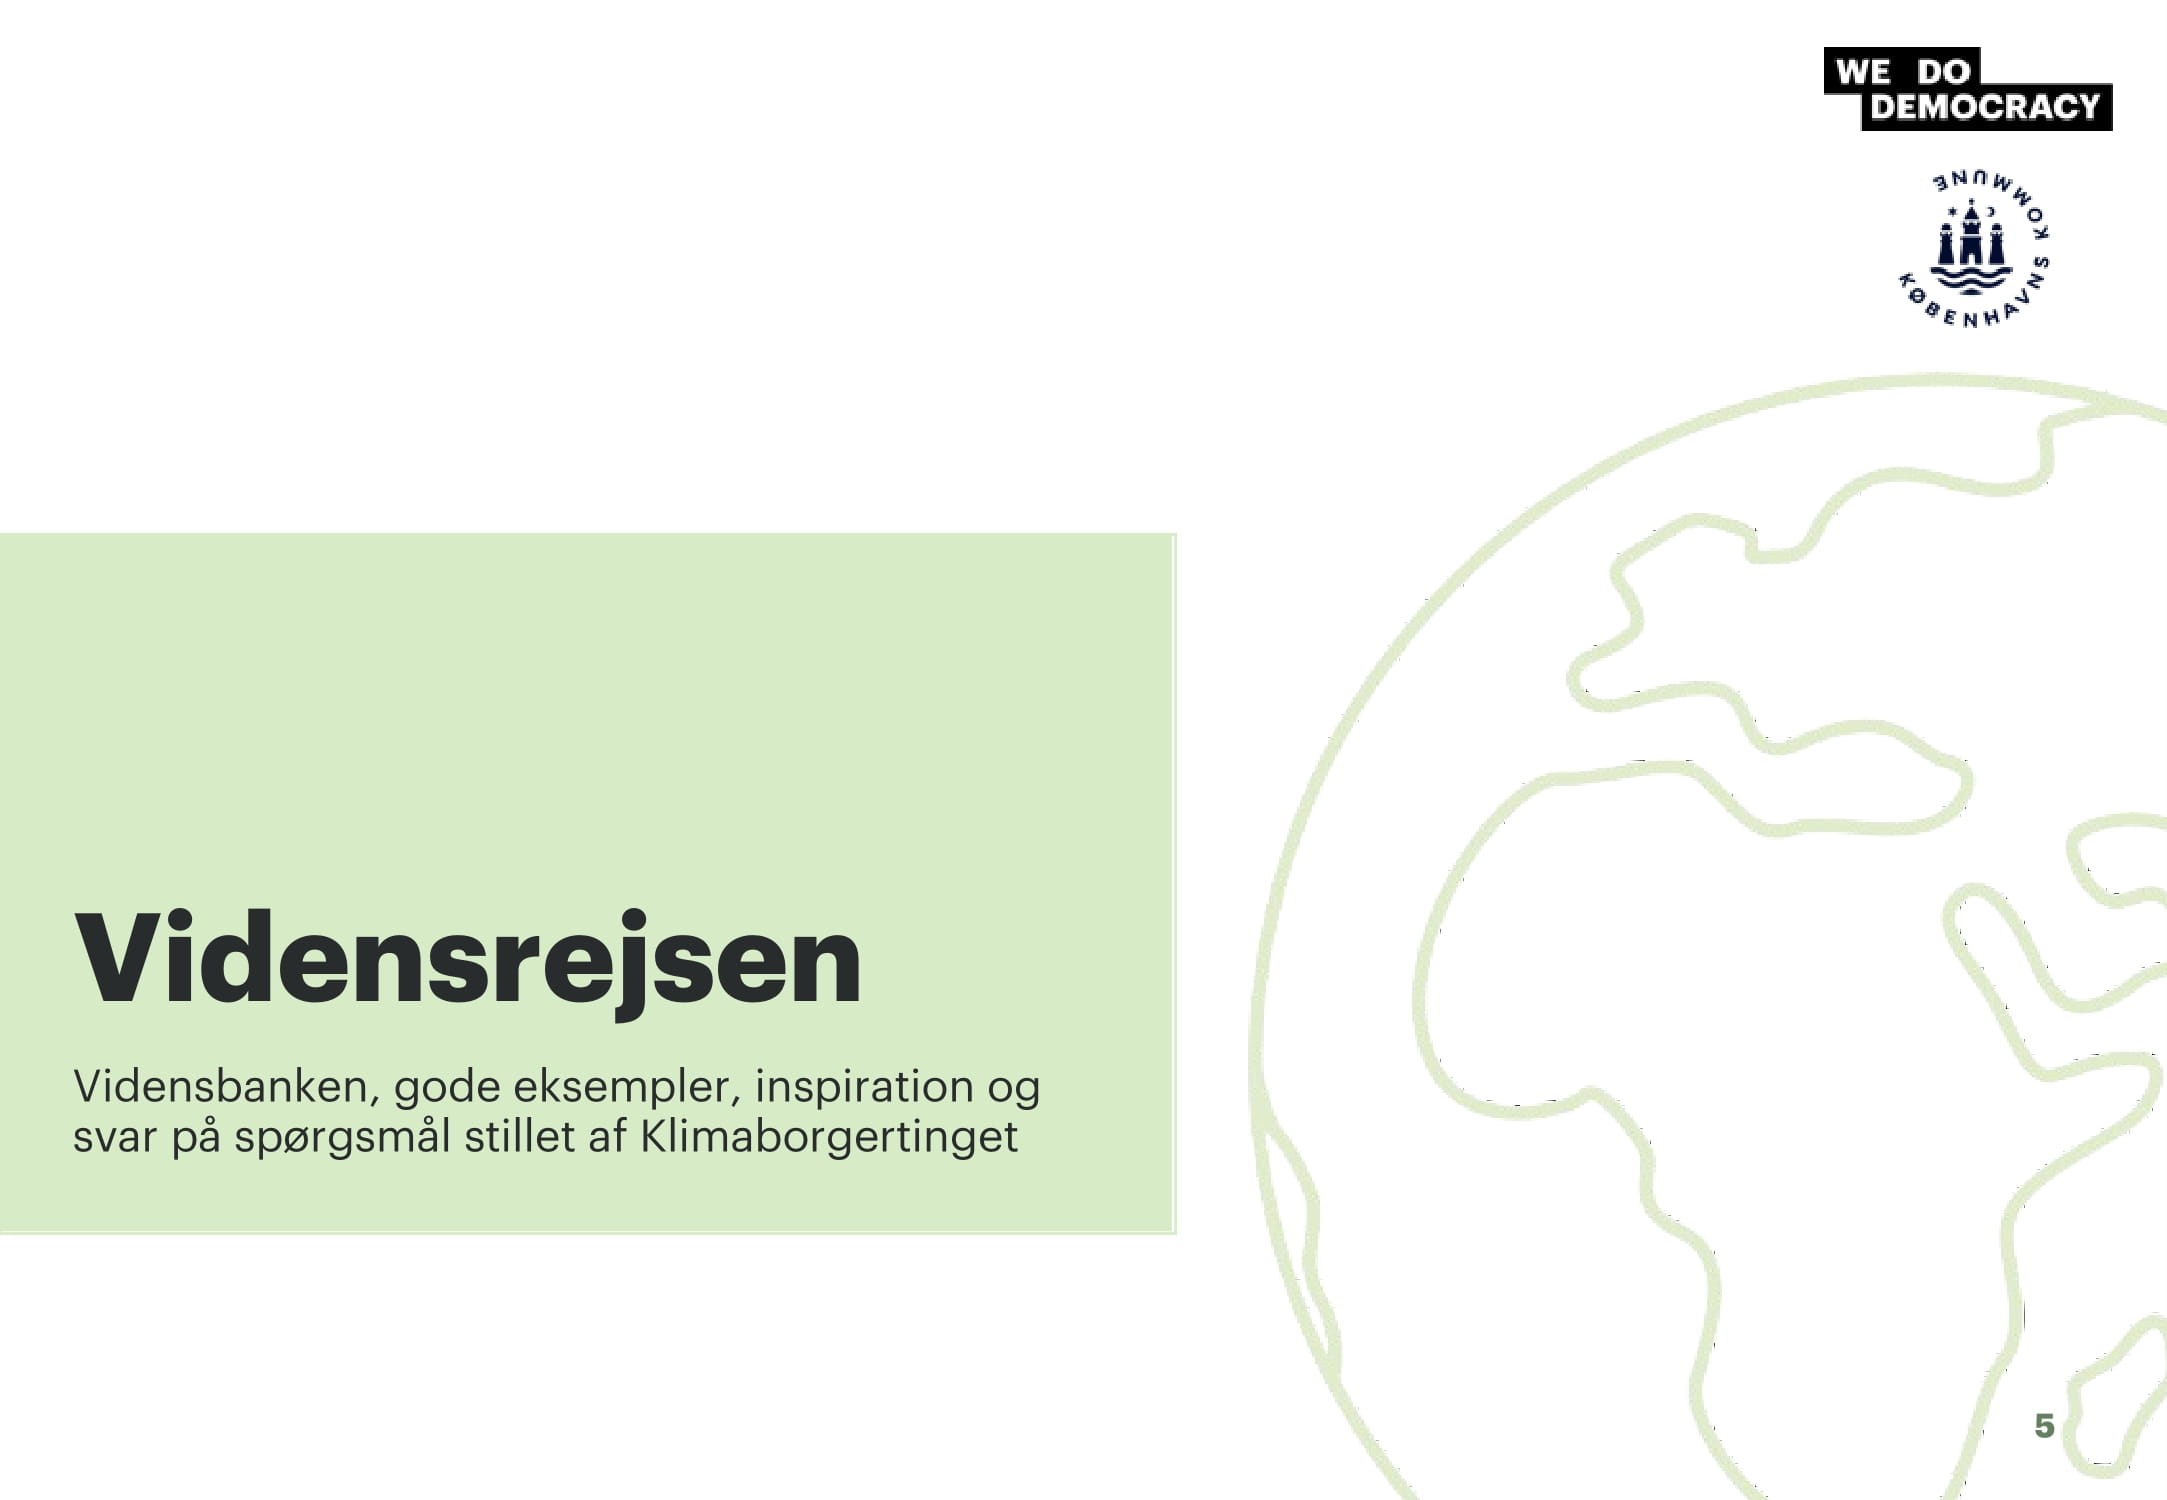 WE DO
DEMOCRACY
KØBENHAVNS KOMMUNE
Vidensrejsen
Vidensbanken, gode eksempler, inspiration og
svar på spørgsmål stillet af Klimaborgertinget
5